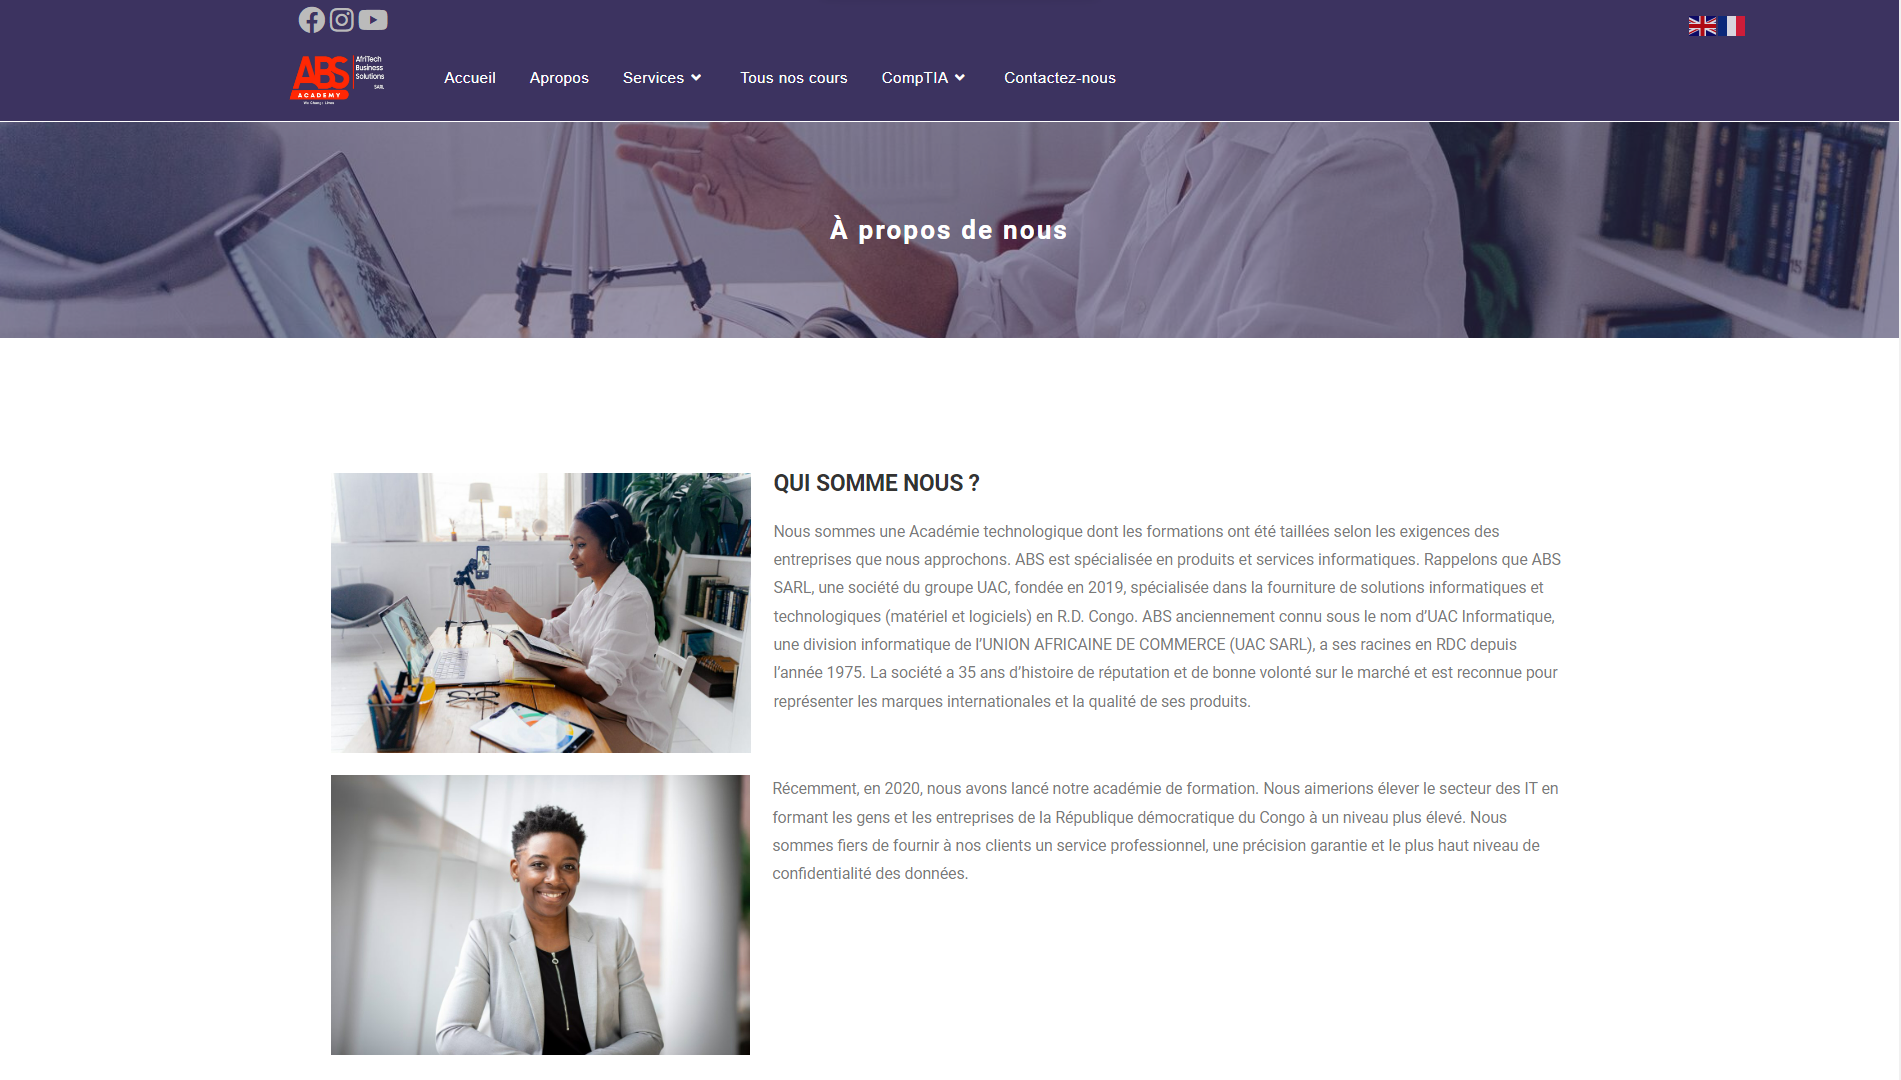 ABS
ACADEMY
We Change Lives
AfriTech
Business
Solutions
SARL
Accueil
Apropos
Services
Tous nos cours
CompTIA
Contactez-nous
À propos de nous
QUI SOMME NOUS ?
Nous sommes une Académie technologique dont les formations ont été taillées selon les exigences des
entreprises que nous approchons. ABS est spécialisée en produits et services informatiques. Rappelons que ABS
SARL, une société du groupe UAC, fondée en 2019, spécialisée dans la fourniture de solutions informatiques et
technologiques (matériel et logiciels) en R.D. Congo. ABS anciennement connu sous le nom d’UAC Informatique,
une division informatique de l’UNION AFRICAINE DE COMMERCE (UAC SARL), a ses racines en RDC depuis
l’année 1975. La société a 35 ans d’histoire de réputation et de bonne volonté sur le marché et est reconnue pour
représenter les marques internationales et la qualité de ses produits.
Récemment, en 2020, nous avons lancé notre académie de formation. Nous aimerions élever le secteur des IT en
formant les gens et les entreprises de la République démocratique du Congo à un niveau plus élevé. Nous
sommes fiers de fournir à nos clients un service professionnel, une précision garantie et le plus haut niveau de
confidentialité des données.